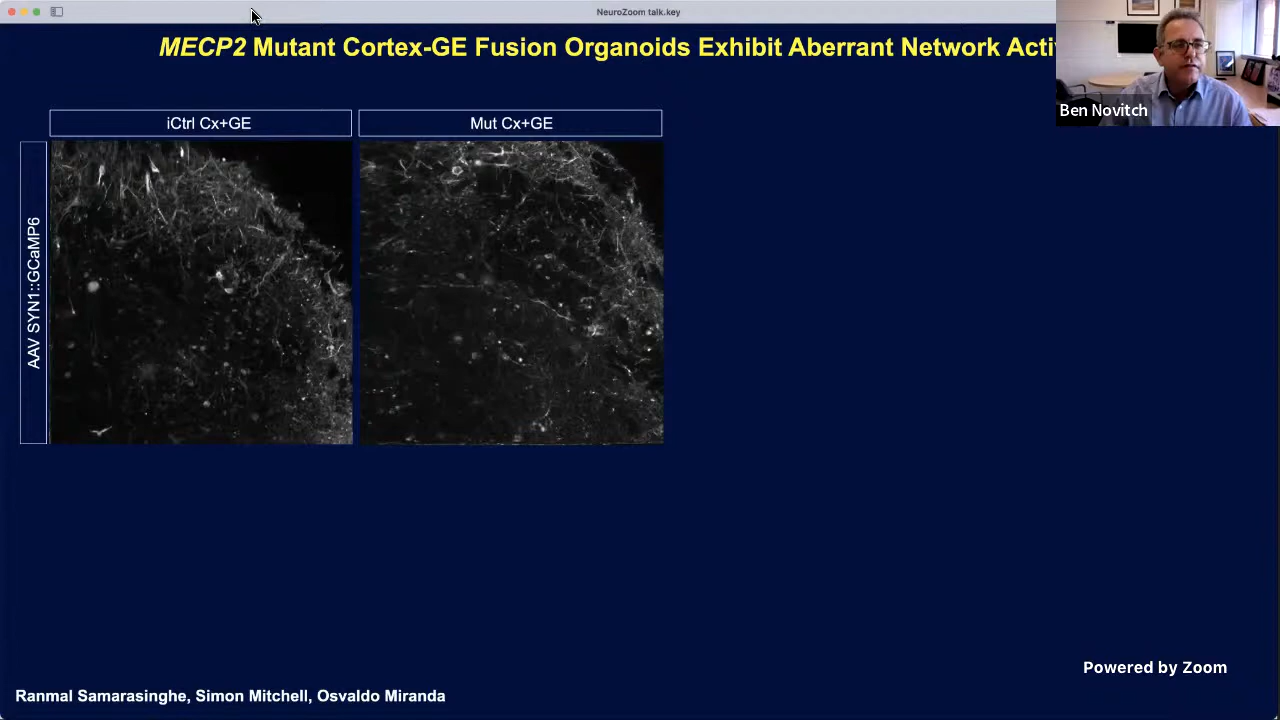 NeuroZoom talk.key
MECP2 Mutant Cortex-GE Fusion Organoids Exhibit Aberrant Network Acti
Ben Novitch
iCtrl Cx+GE
Mut Cx+GE
AAV SYN1::GCaMP6
Powered by Zoom
Ranmal Samarasinghe, Simon Mitchell, Osvaldo Miranda